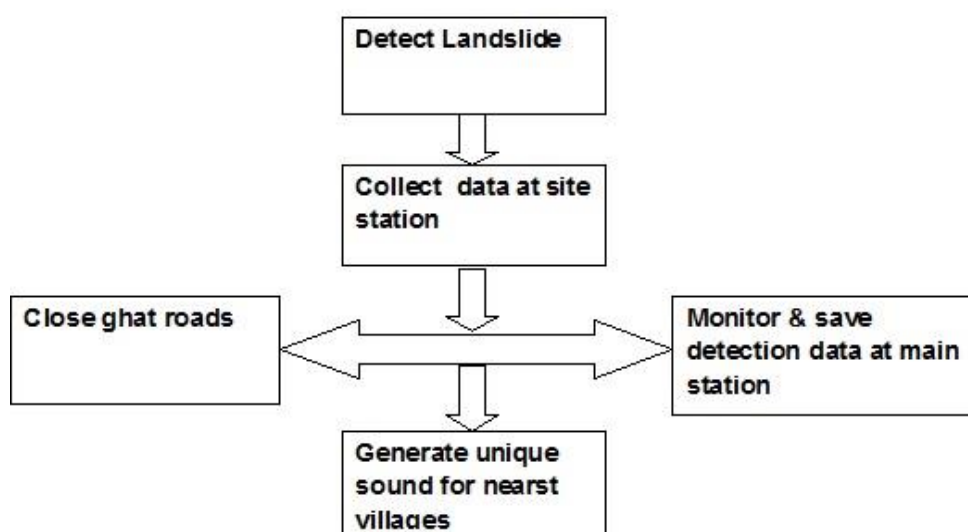 Detect Landslide
Collect data at site
station
Close ghat roads
Monitor & save
detection data at main
station
Generate unique
sound for nearst
villages